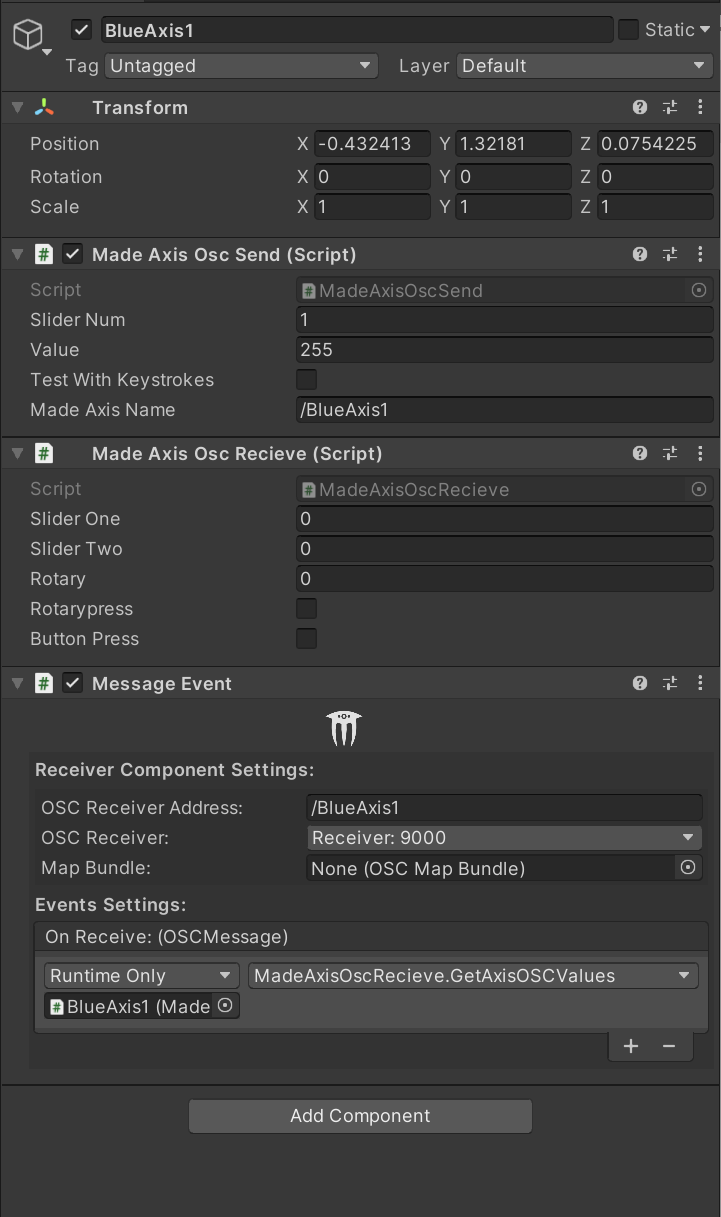 BlueAxis1 Static
Tag Untagged Layer Default
Transform
Position X -0.432413 Y 1.32181 Z 0.0754225
Rotation X 0 Y 0 Z 0
Scale X 1 Y 1 Z 1
# Made Axis Osc Send (Script)
Script # MadeAxisOscSend
Slider Num 1
Value 255
Test With Keystrokes
Made Axis Name /BlueAxis1
# Made Axis Osc Recieve (Script)
Script # MadeAxisOscRecieve
Slider One 0
Slider Two 0
Rotary 0
Rotarypress
Button Press
# Message Event
Receiver Component Settings:
OSC Receiver Address: /BlueAxis1
OSC Receiver: Receiver: 9000
Map Bundle: None (OSC Map Bundle)
Events Settings:
On Receive: (OSCMessage)
Runtime Only MadeAxisOscRecieve.GetAxisOSCValues
# BlueAxis1 (Made
+ −
Add Component